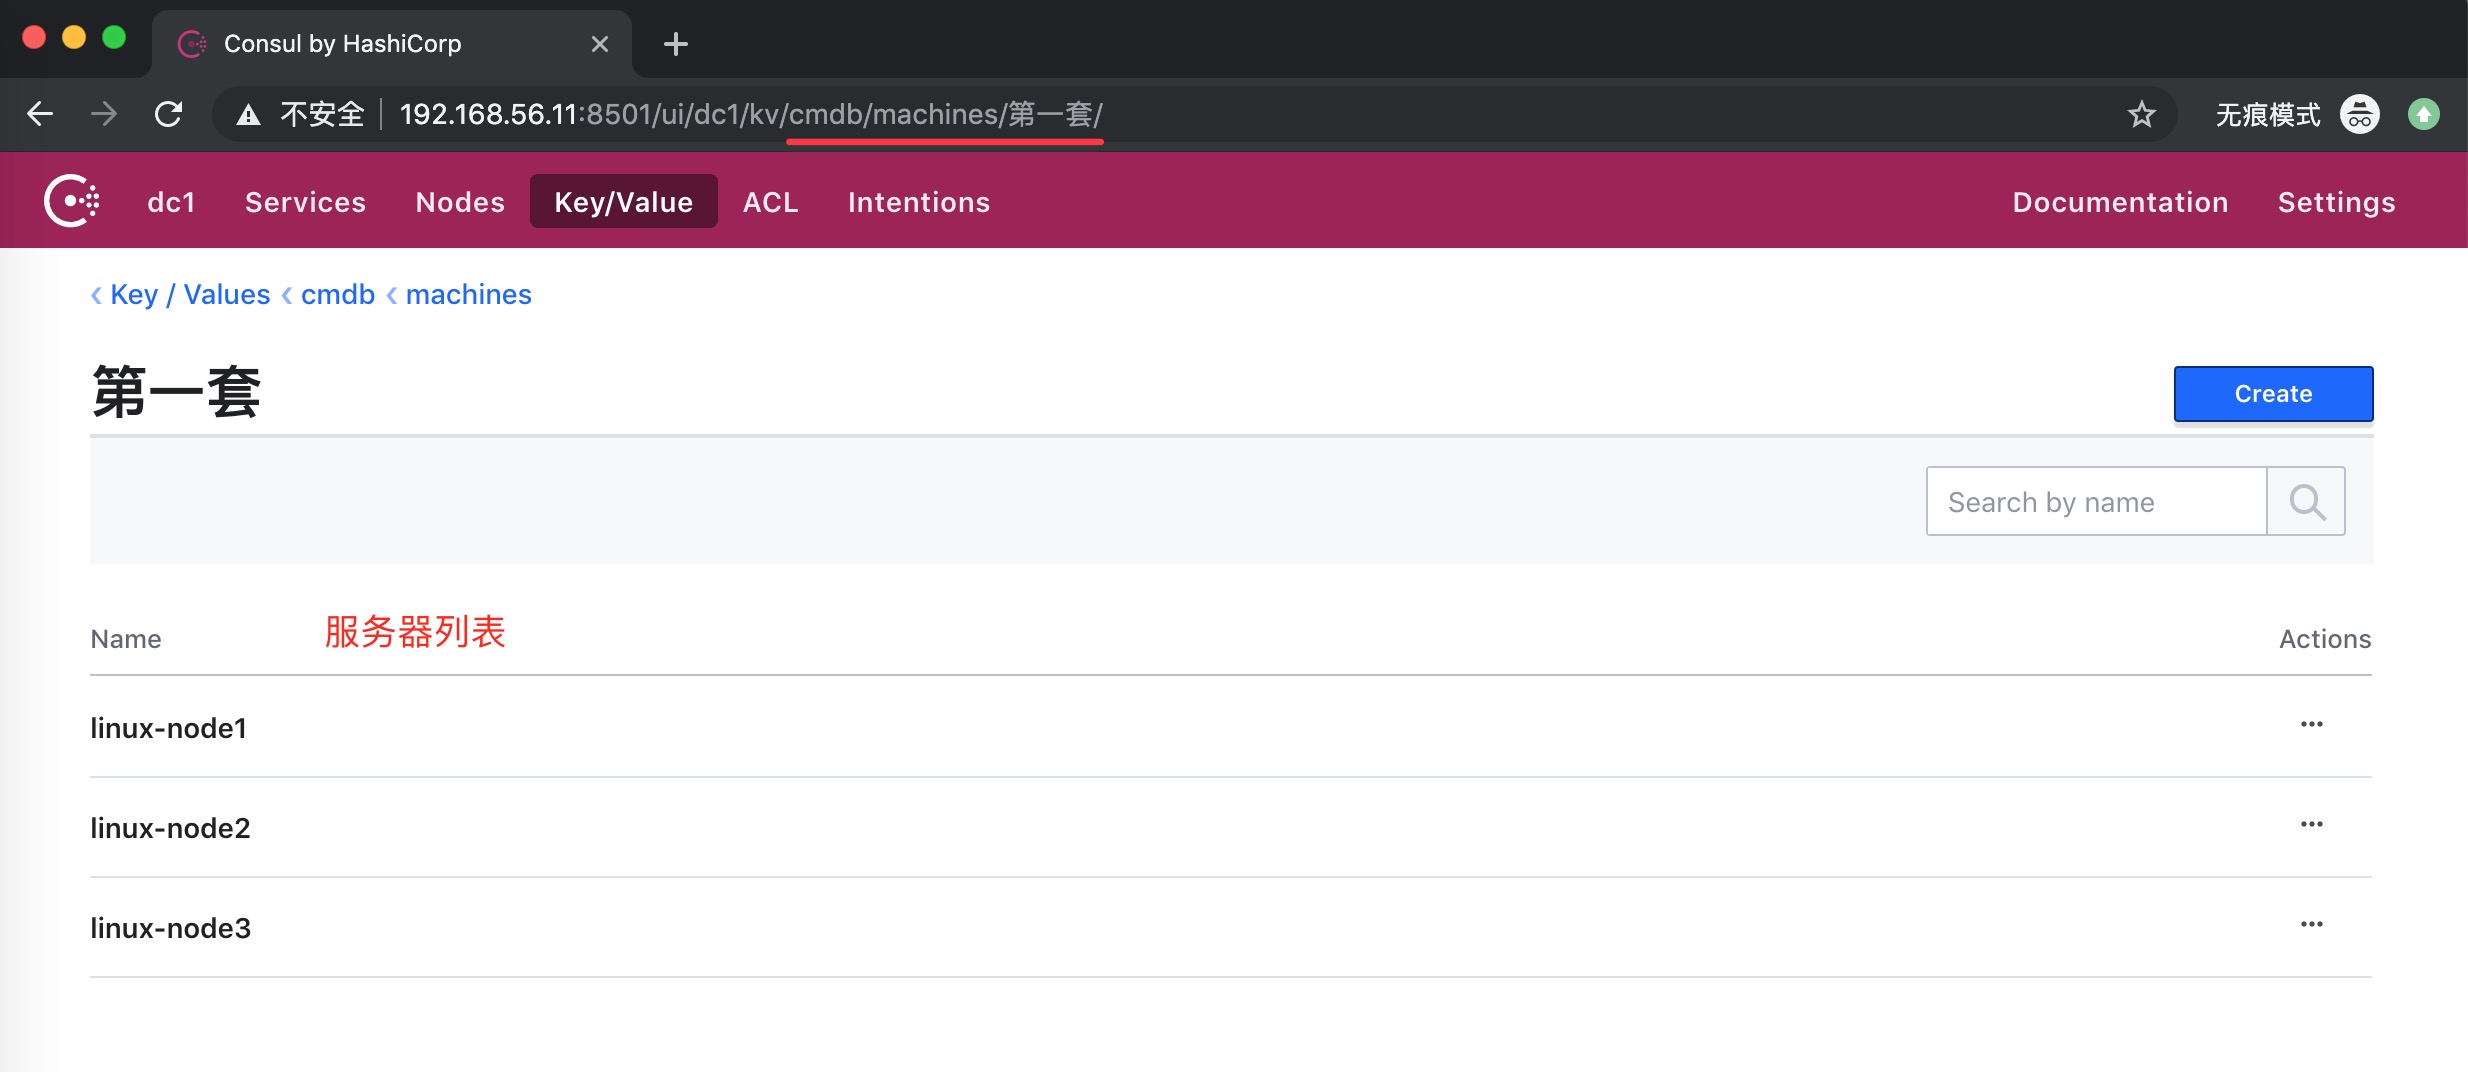 Consul by HashiCorp
不安全 192.168.56.11:8501/ui/dc1/kv/cmdb/machines/第一套/ 无痕模式
dc1 Services Nodes Key/Value ACL Intentions Documentation Settings
Key / Values cmdb machines
第一套 Create
Search by name
Name 服务器列表 Actions
linux-node1
linux-node2
linux-node3